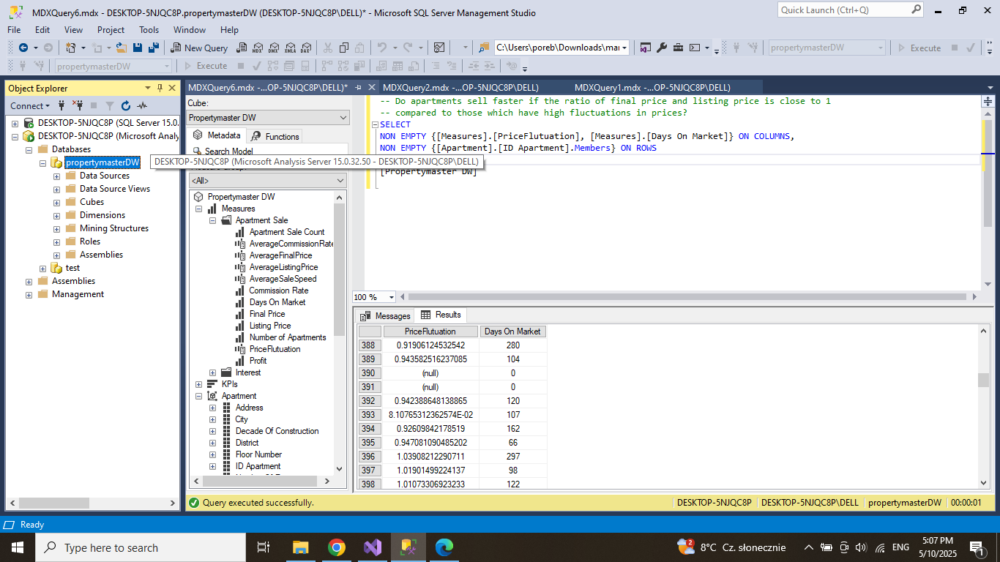 MDXQuery6.mdx - DESKTOP-5NJQC8P.propertymasterDW (DESKTOP-5NJQC8P\DELL)* - Microsoft SQL Server Management Studio
Quick Launch (Ctrl+Q)
File Edit View Project Tools Window Help
New Query
MDX DMX XMLA DAX
C:\Users\poreb\Downloads\mar
propertymasterDW
Execute
propertymasterDW
Execute
Object Explorer
Connect
DESKTOP-5NJQC8P (SQL Server 15.0.
DESKTOP-5NJQC8P (Microsoft Analy
Databases
propertymasterDW
Data Sources
Data Source Views
Cubes
Dimensions
Mining Structures
Roles
Assemblies
test
Assemblies
Management
DESKTOP-5NJQC8P (Microsoft Analysis Server 15.0.32.50 - DESKTOP-5NJQC8P\DELL)
MDXQuery6.mdx -...OP-5NJQC8P\DELL)*
MDXQuery2.mdx -...OP-5NJQC8P\DELL)
MDXQuery1.mdx -...OP-5NJQC8P\DELL)
Cube:
Propertymaster DW
Metadata
Functions
Search Model
<All>
Propertymaster DW
Measures
Apartment Sale
Apartment Sale Count
AverageCommissionRate
AverageFinalPrice
AverageListingPrice
AverageSaleSpeed
Commission Rate
Days On Market
Final Price
Listing Price
Number of Apartments
PriceFlutuation
Profit
Interest
KPIs
Apartment
Address
City
Decade Of Construction
District
Floor Number
ID Apartment
-- Do apartments sell faster if the ratio of final price and listing price is close to 1
-- compared to those which have high fluctuations in prices?
SELECT
NON EMPTY {[Measures].[PriceFlutuation], [Measures].[Days On Market]} ON COLUMNS,
NON EMPTY {[Apartment].[ID Apartment].Members} ON ROWS
[Propertymaster DW]
100 %
Messages
Results
PriceFlutuation Days On Market
388 0.91906124532542 280
389 0.943582516237085 104
390 (null) 0
391 (null) 0
392 0.942388648138865 120
393 8.10765312362574E-02 107
394 0.92609842178519 162
395 0.947081090485202 66
396 1.03908212290711 297
397 1.01901499224137 98
398 1.01073306923233 122
Query executed successfully.
DESKTOP-5NJQC8P
DESKTOP-5NJQC8P\DELL
propertymasterDW
00:00:01
Ready
Type here to search
2
8°C Cz. słonecznie
ENG
5:07 PM
5/10/2025
1